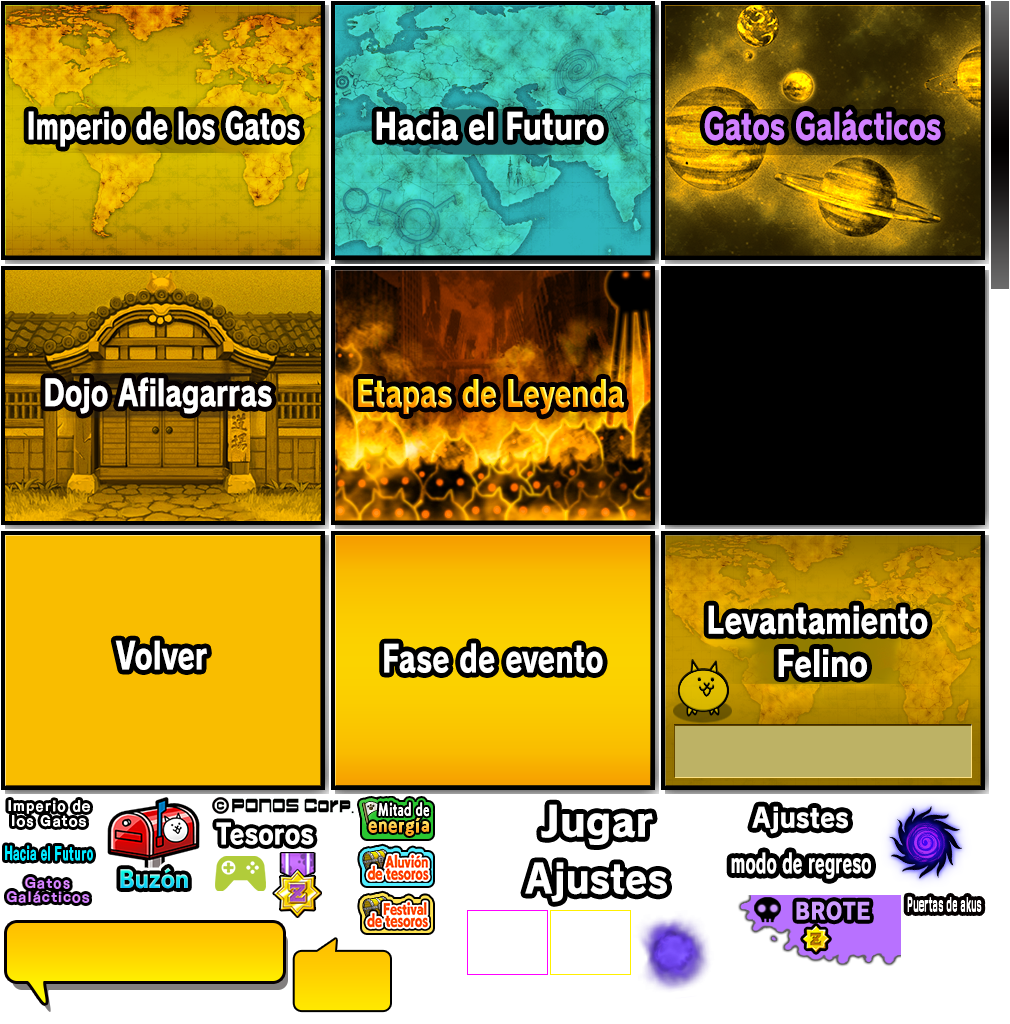 Imperio de los Gatos
Hacia el Futuro
Gatos Galácticos
Dojo Afilagarras
道場
Etapas de Leyenda
Volver
Fase de evento
Levantamiento
Felino
Imperio de
los Gatos
Hacia el Futuro
Gatos
Galácticos
Buzón
© PONOS CORP.
Tesoros
Z
Mitad de
energía
Aluvión
de tesoros
Festival
de tesoros
Jugar
Ajustes
Ajustes
modo de regreso
BROTE
Z
Puertas de akus